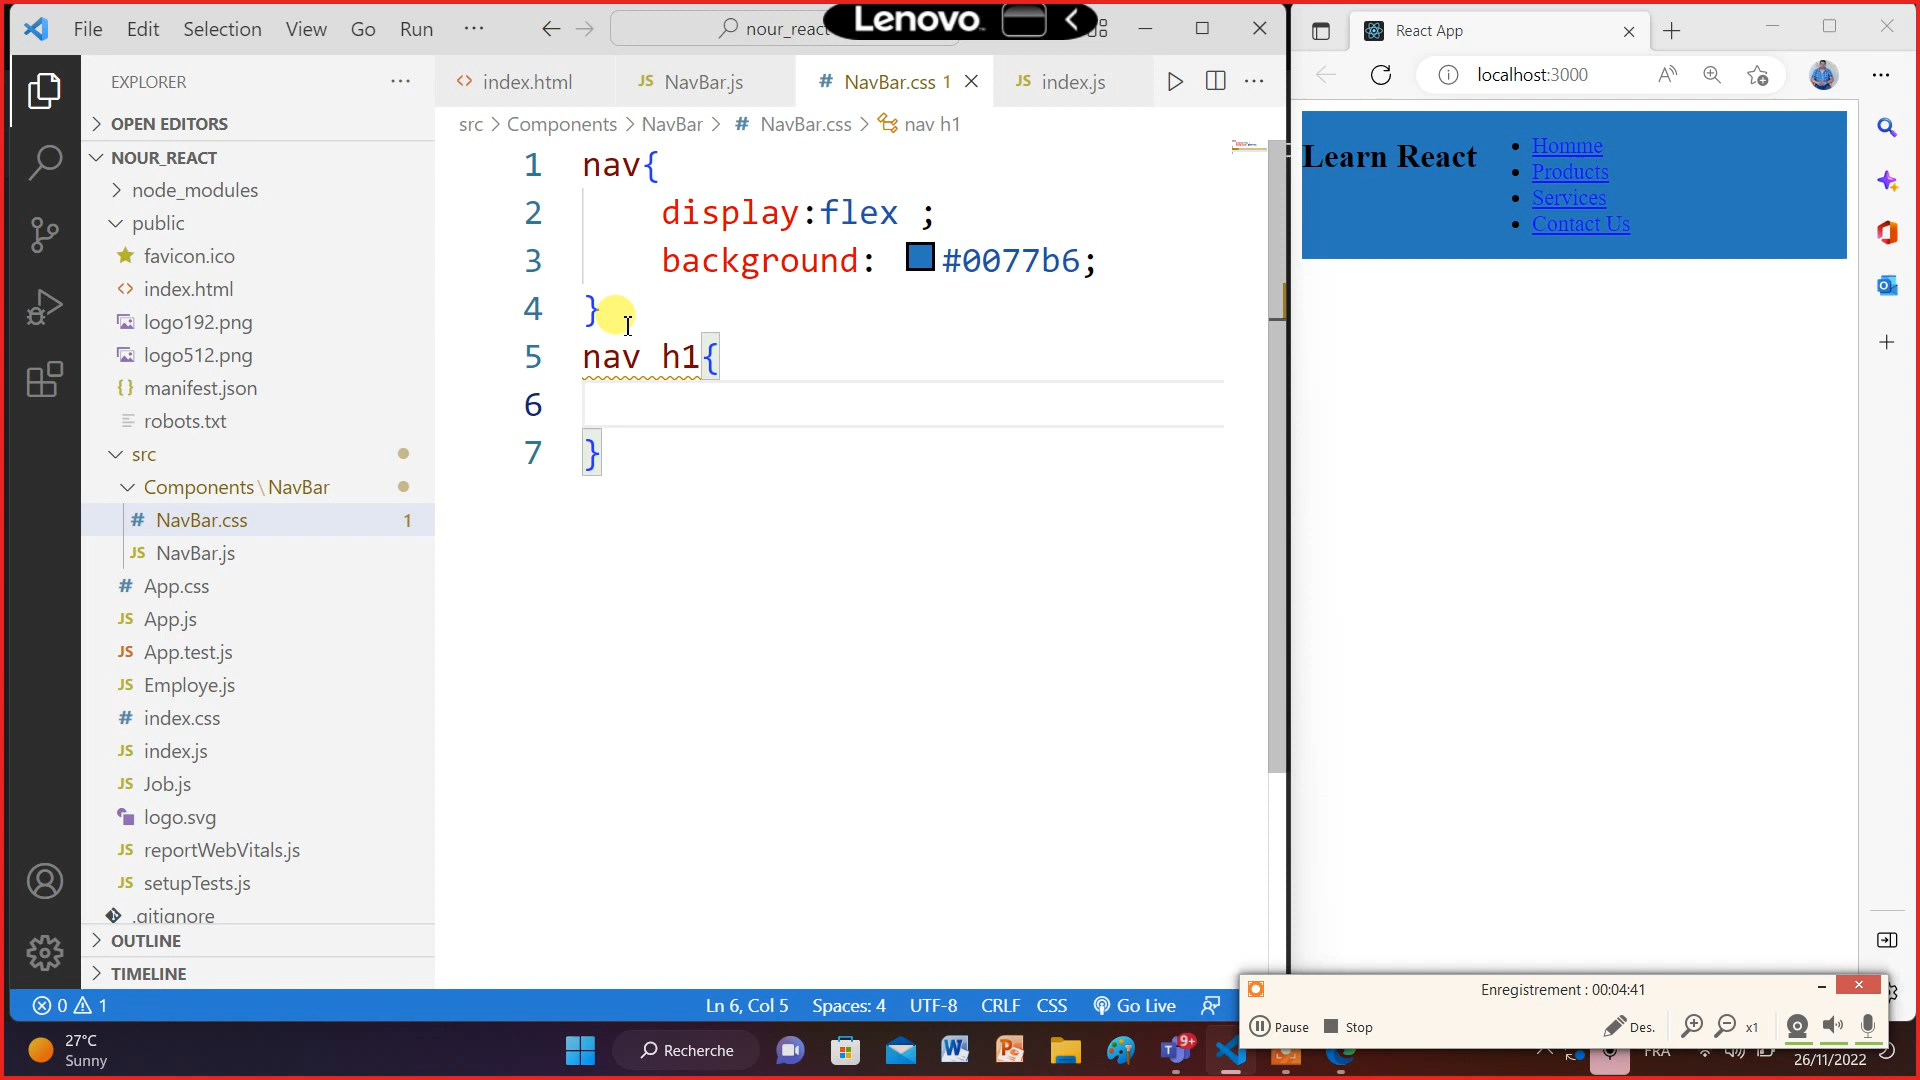 File Edit Selection View Go Run ···
nour_react
Lenovo
React App
localhost:3000
EXPLORER
OPEN EDITORS
NOUR_REACT
node_modules
public
favicon.ico
index.html
logo192.png
logo512.png
manifest.json
robots.txt
src
Components\NavBar
NavBar.css 1
NavBar.js
App.css
App.js
App.test.js
Employe.js
index.css
index.js
Job.js
logo.svg
reportWebVitals.js
setupTests.js
.gitignore
OUTLINE
TIMELINE
index.html NavBar.js NavBar.css 1 index.js
src > Components > NavBar > # NavBar.css > nav h1
1 nav{
2 display:flex ;
3 background: #0077b6;
4 }
5 nav h1{
6
7 }
Learn React
Homme
Products
Services
Contact Us
0 1 Ln 6, Col 5 Spaces: 4 UTF-8 CRLF CSS Go Live
Enregistrement : 00:04:41
Pause Stop Des. x1
27°C
Sunny
Recherche
9+
FRA
26/11/2022